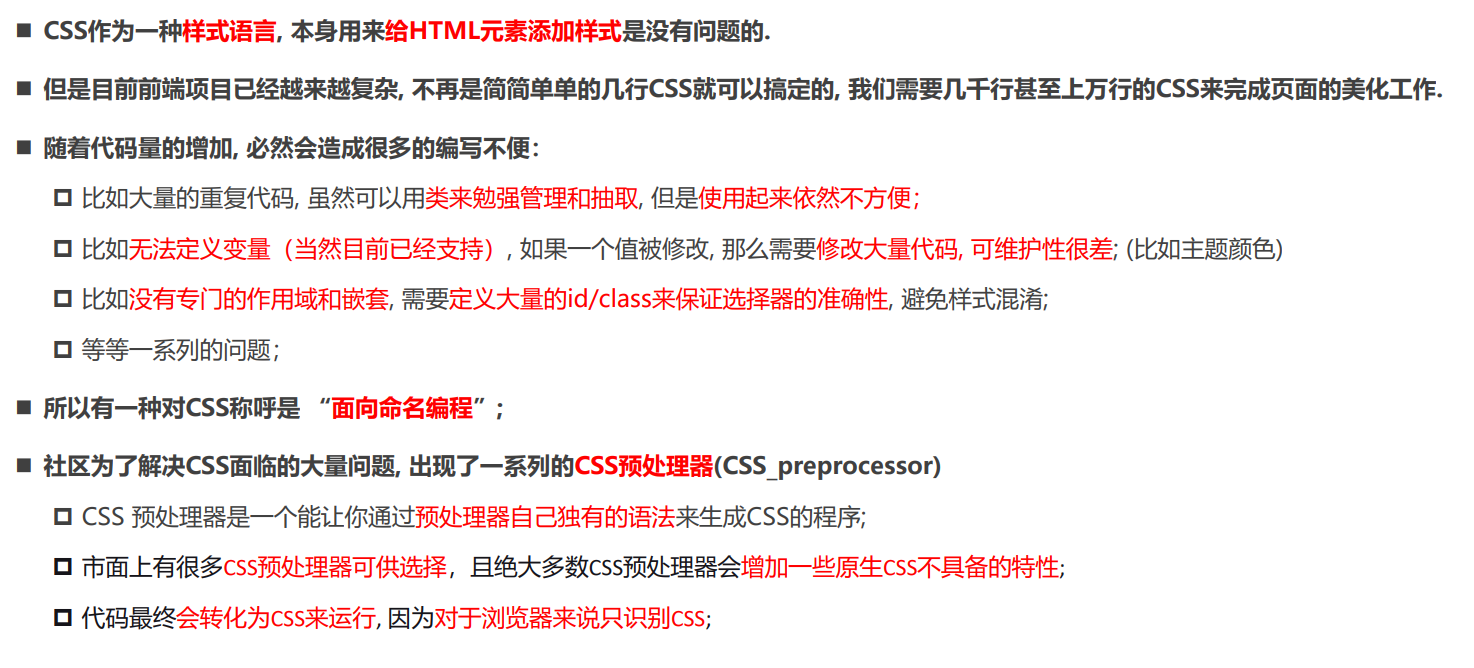 CSS作为一种样式语言, 本身用来给HTML元素添加样式是没有问题的.
但是目前前端项目已经越来越复杂, 不再是简简单单的几行CSS就可以搞定的, 我们需要几千行甚至上万行的CSS来完成页面的美化工作.
随着代码量的增加, 必然会造成很多的编写不便：
比如大量的重复代码, 虽然可以用类来勉强管理和抽取, 但是使用起来依然不方便；
比如无法定义变量（当然目前已经支持）, 如果一个值被修改, 那么需要修改大量代码, 可维护性很差; (比如主题颜色)
比如没有专门的作用域和嵌套, 需要定义大量的id/class来保证选择器的准确性, 避免样式混淆;
等等一系列的问题；
所以有一种对CSS称呼是 “面向命名编程”；
社区为了解决CSS面临的大量问题, 出现了一系列的CSS预处理器(CSS_preprocessor)
CSS 预处理器是一个能让你通过预处理器自己独有的语法来生成CSS的程序;
市面上有很多CSS预处理器可供选择，且绝大多数CSS预处理器会增加一些原生CSS不具备的特性;
代码最终会转化为CSS来运行, 因为对于浏览器来说只识别CSS;